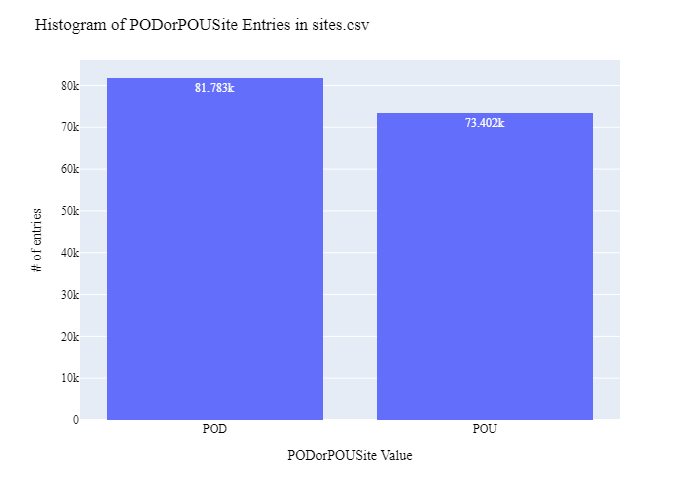 Histogram of PODorPOUSite Entries in sites.csv
80k
70k
60k
50k
40k
30k
20k
10k
0
# of entries
81.783k
73.402k
POD
POU
PODorPOUSite Value